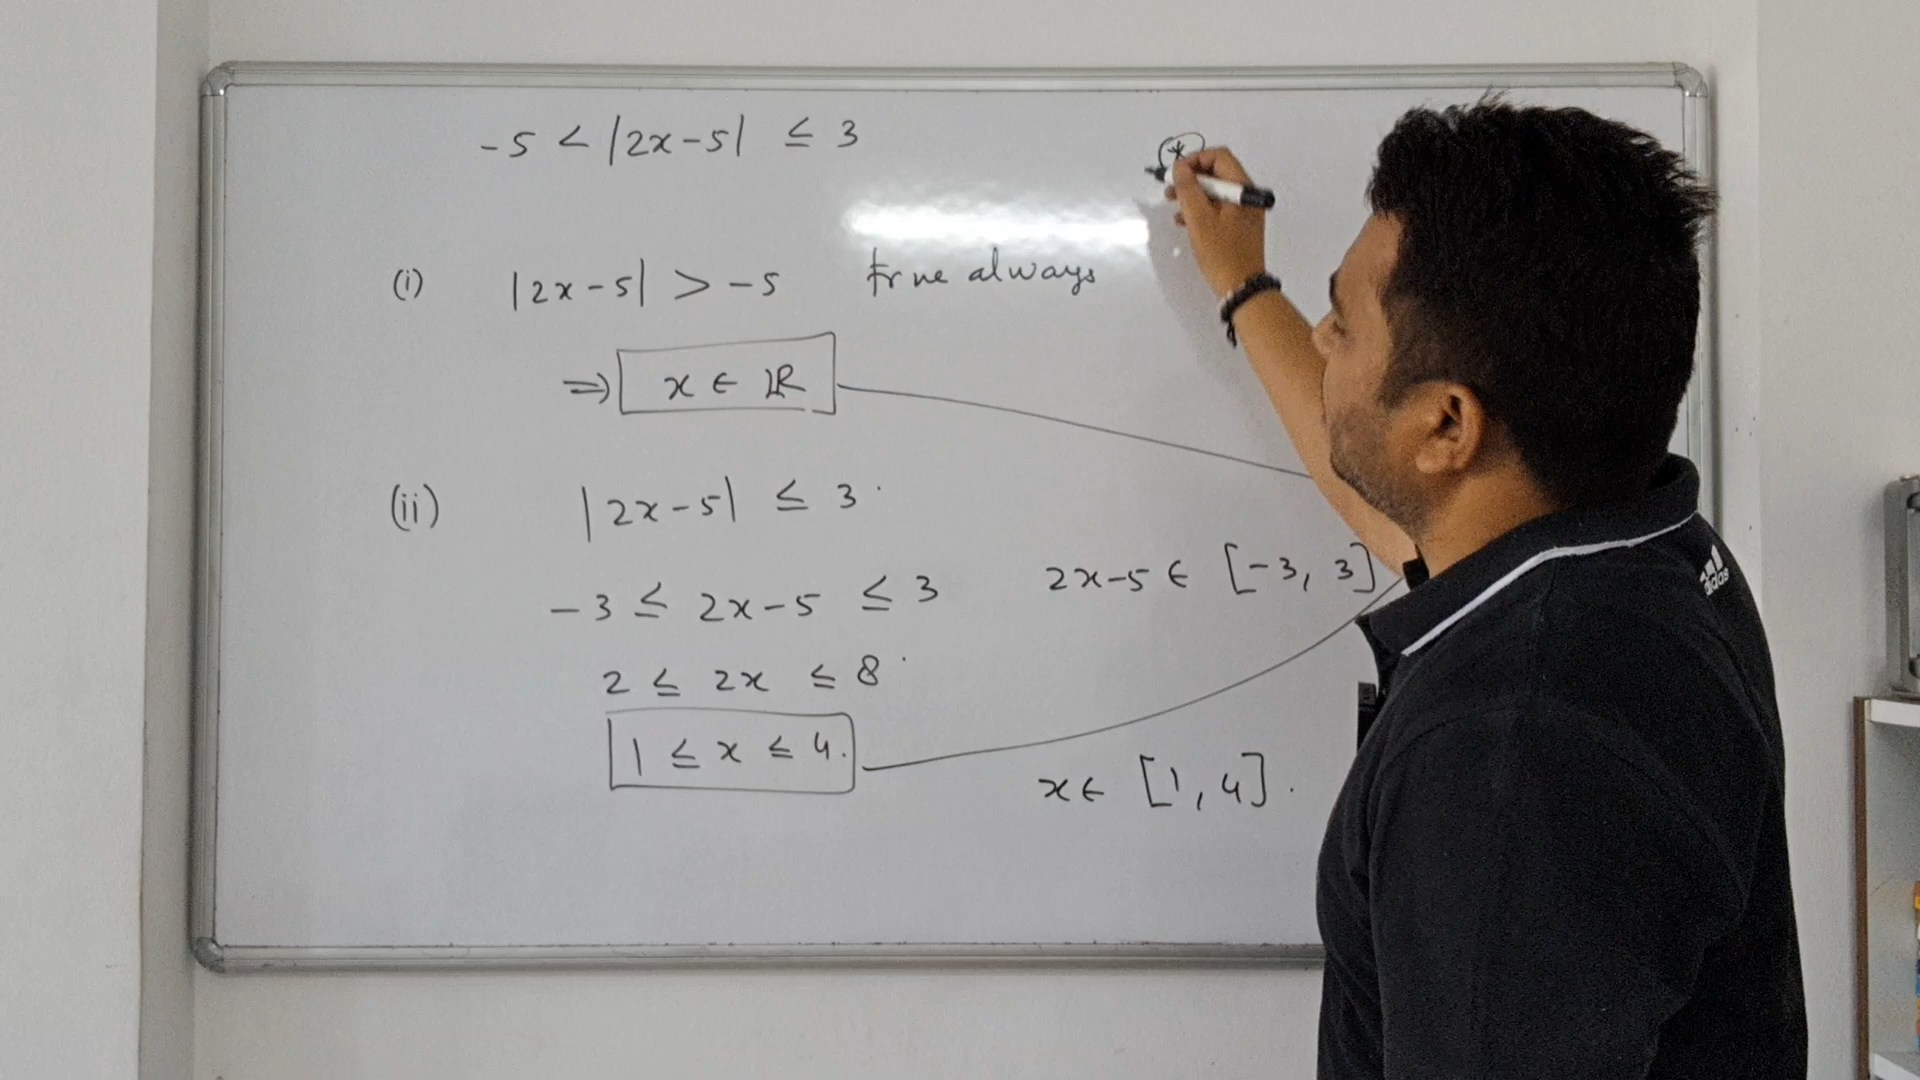 -5 < |2x-5| ≤ 3
*
(i) |2x-5| > -5 true always
⇒ x ∈ ℝ
(ii) |2x-5| ≤ 3.
-3 ≤ 2x-5 ≤ 3 2x-5 ∈ [-3, 3]
2 ≤ 2x ≤ 8.
1 ≤ x ≤ 4. x ∈ [1, 4].
adidas